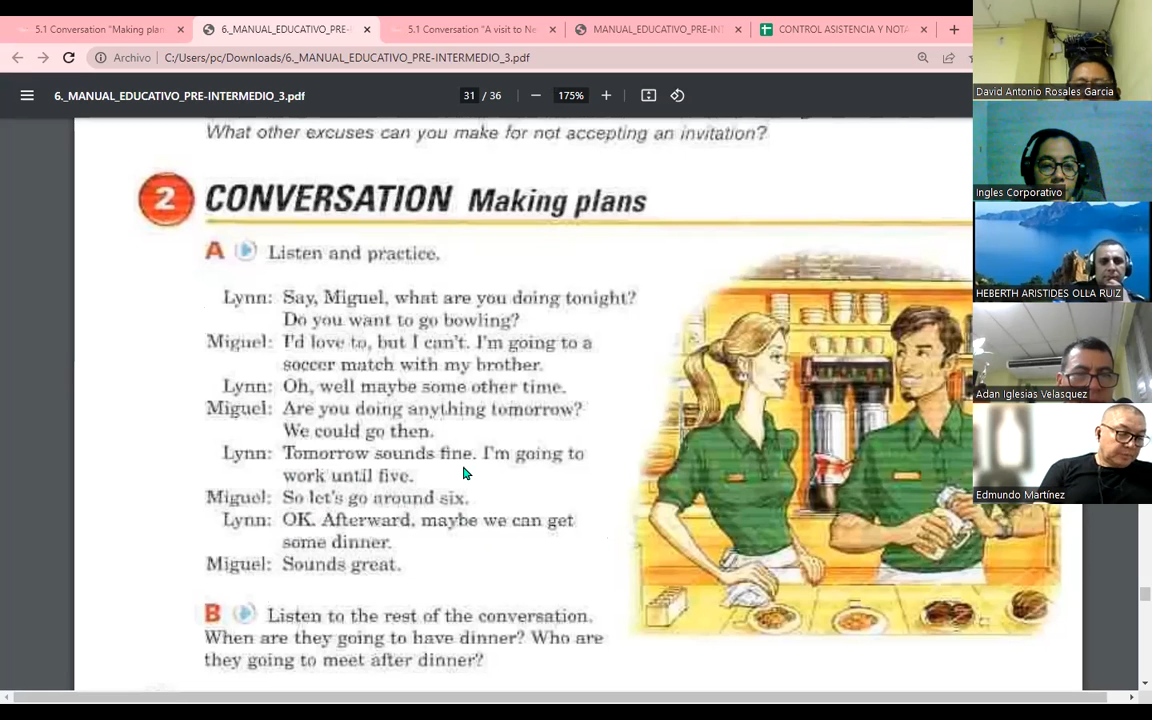 5.1 Conversation "Making plan
6._MANUAL_EDUCATIVO_PRE-I
5.1 Conversation "A visit to Ne
MANUAL_EDUCATIVO_PRE-INT
CONTROL ASISTENCIA Y NOTA
Archivo
C:/Users/pc/Downloads/6._MANUAL_EDUCATIVO_PRE-INTERMEDIO_3.pdf
6._MANUAL_EDUCATIVO_PRE-INTERMEDIO_3.pdf
31 / 36
175%
What other excuses can you make for not accepting an invitation?
2 CONVERSATION Making plans
A Listen and practice.
Lynn: Say, Miguel, what are you doing tonight?
Do you want to go bowling?
Miguel: I'd love to, but I can't. I'm going to a
soccer match with my brother.
Lynn: Oh, well maybe some other time.
Miguel: Are you doing anything tomorrow?
We could go then.
Lynn: Tomorrow sounds fine. I'm going to
work until five.
Miguel: So let's go around six.
Lynn: OK. Afterward, maybe we can get
some dinner.
Miguel: Sounds great.
B Listen to the rest of the conversation.
When are they going to have dinner? Who are
they going to meet after dinner?
David Antonio Rosales Garcia
Ingles Corporativo
HEBERTH ARISTIDES OLLA RUIZ
Adan Iglesias Velasquez
Edmundo Martínez